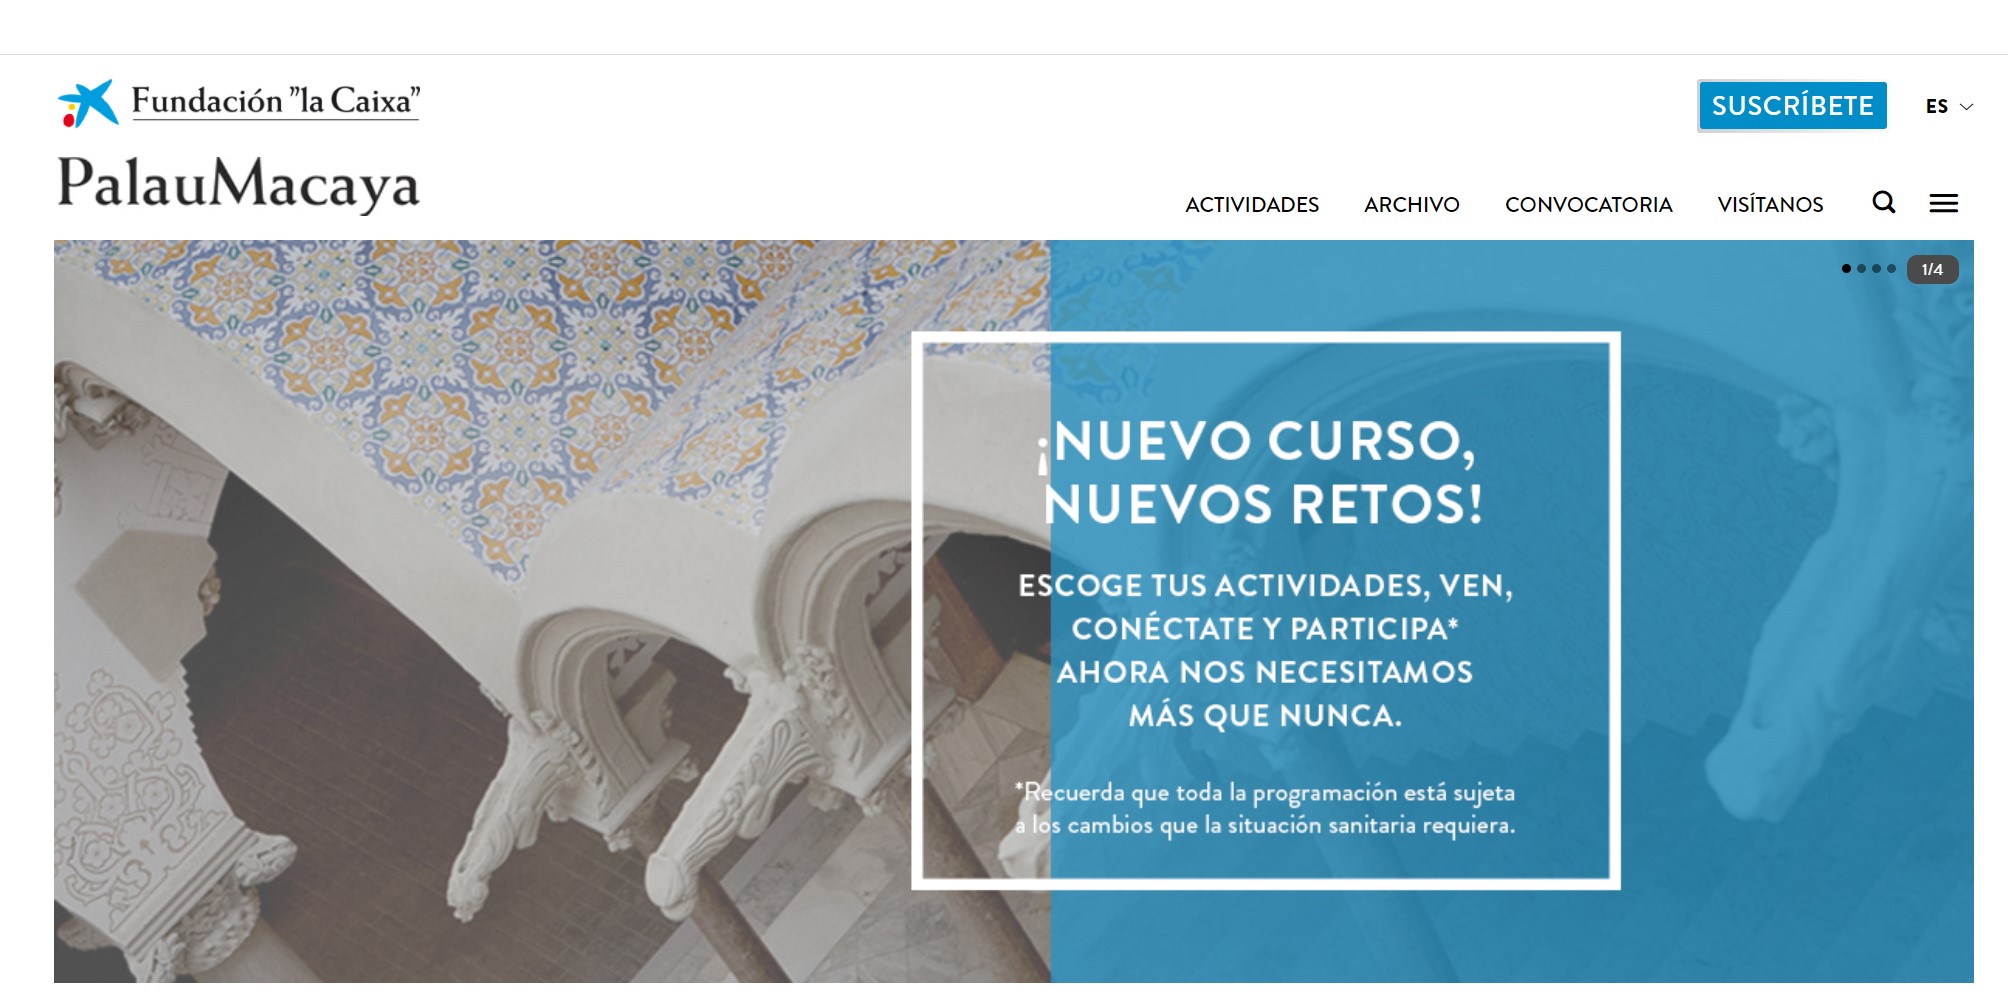 Fundación "la Caixa"
SUSCRÍBETE
ES
PalauMacaya
ACTIVIDADES
ARCHIVO
CONVOCATORIA
VISÍTANOS
1/4
¡NUEVO CURSO,
NUEVOS RETOS!
ESCOGE TUS ACTIVIDADES, VEN,
CONÉCTATE Y PARTICIPA*
AHORA NOS NECESITAMOS
MÁS QUE NUNCA.
*Recuerda que toda la programación está sujeta
a los cambios que la situación sanitaria requiera.